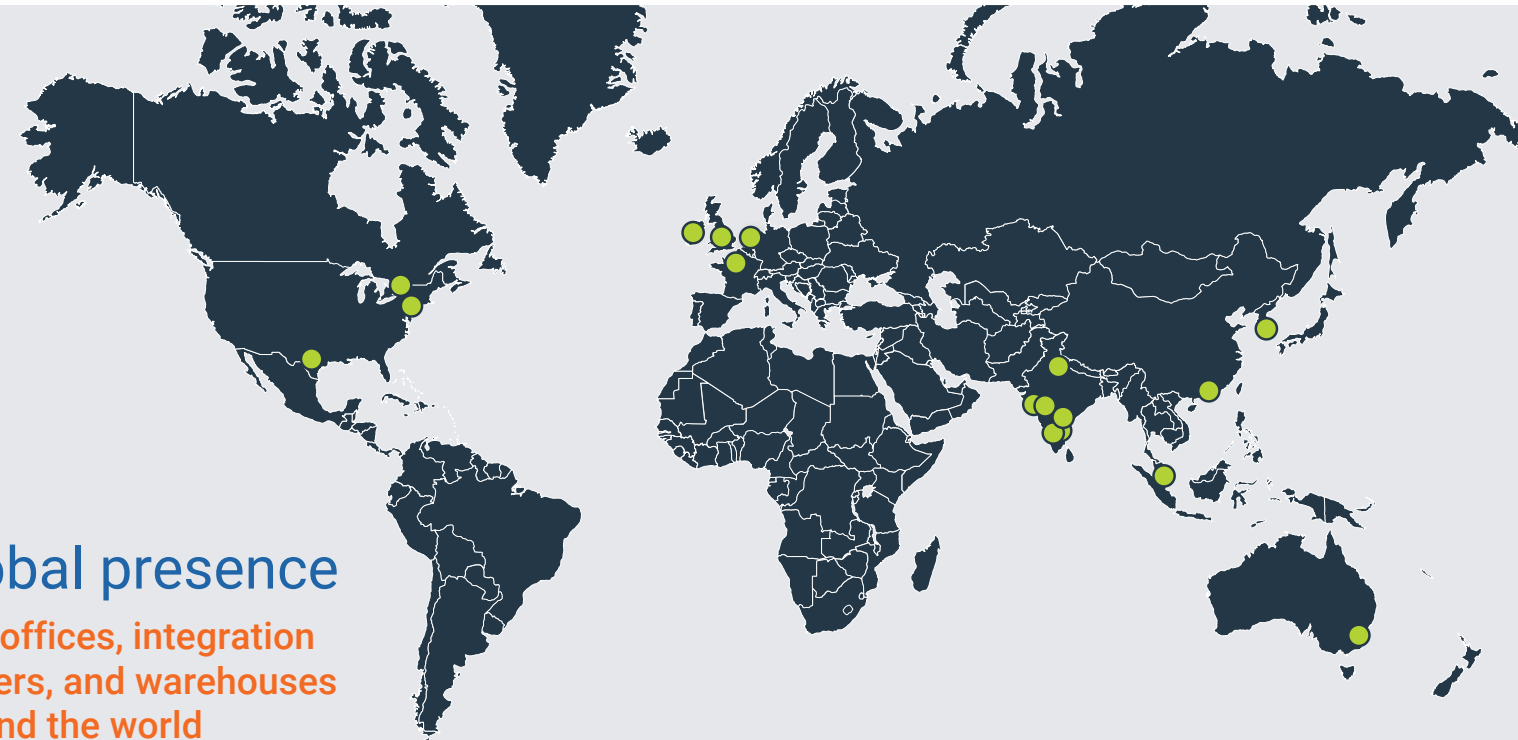 obal presence
offices, integration
ers, and warehouses
nd the world